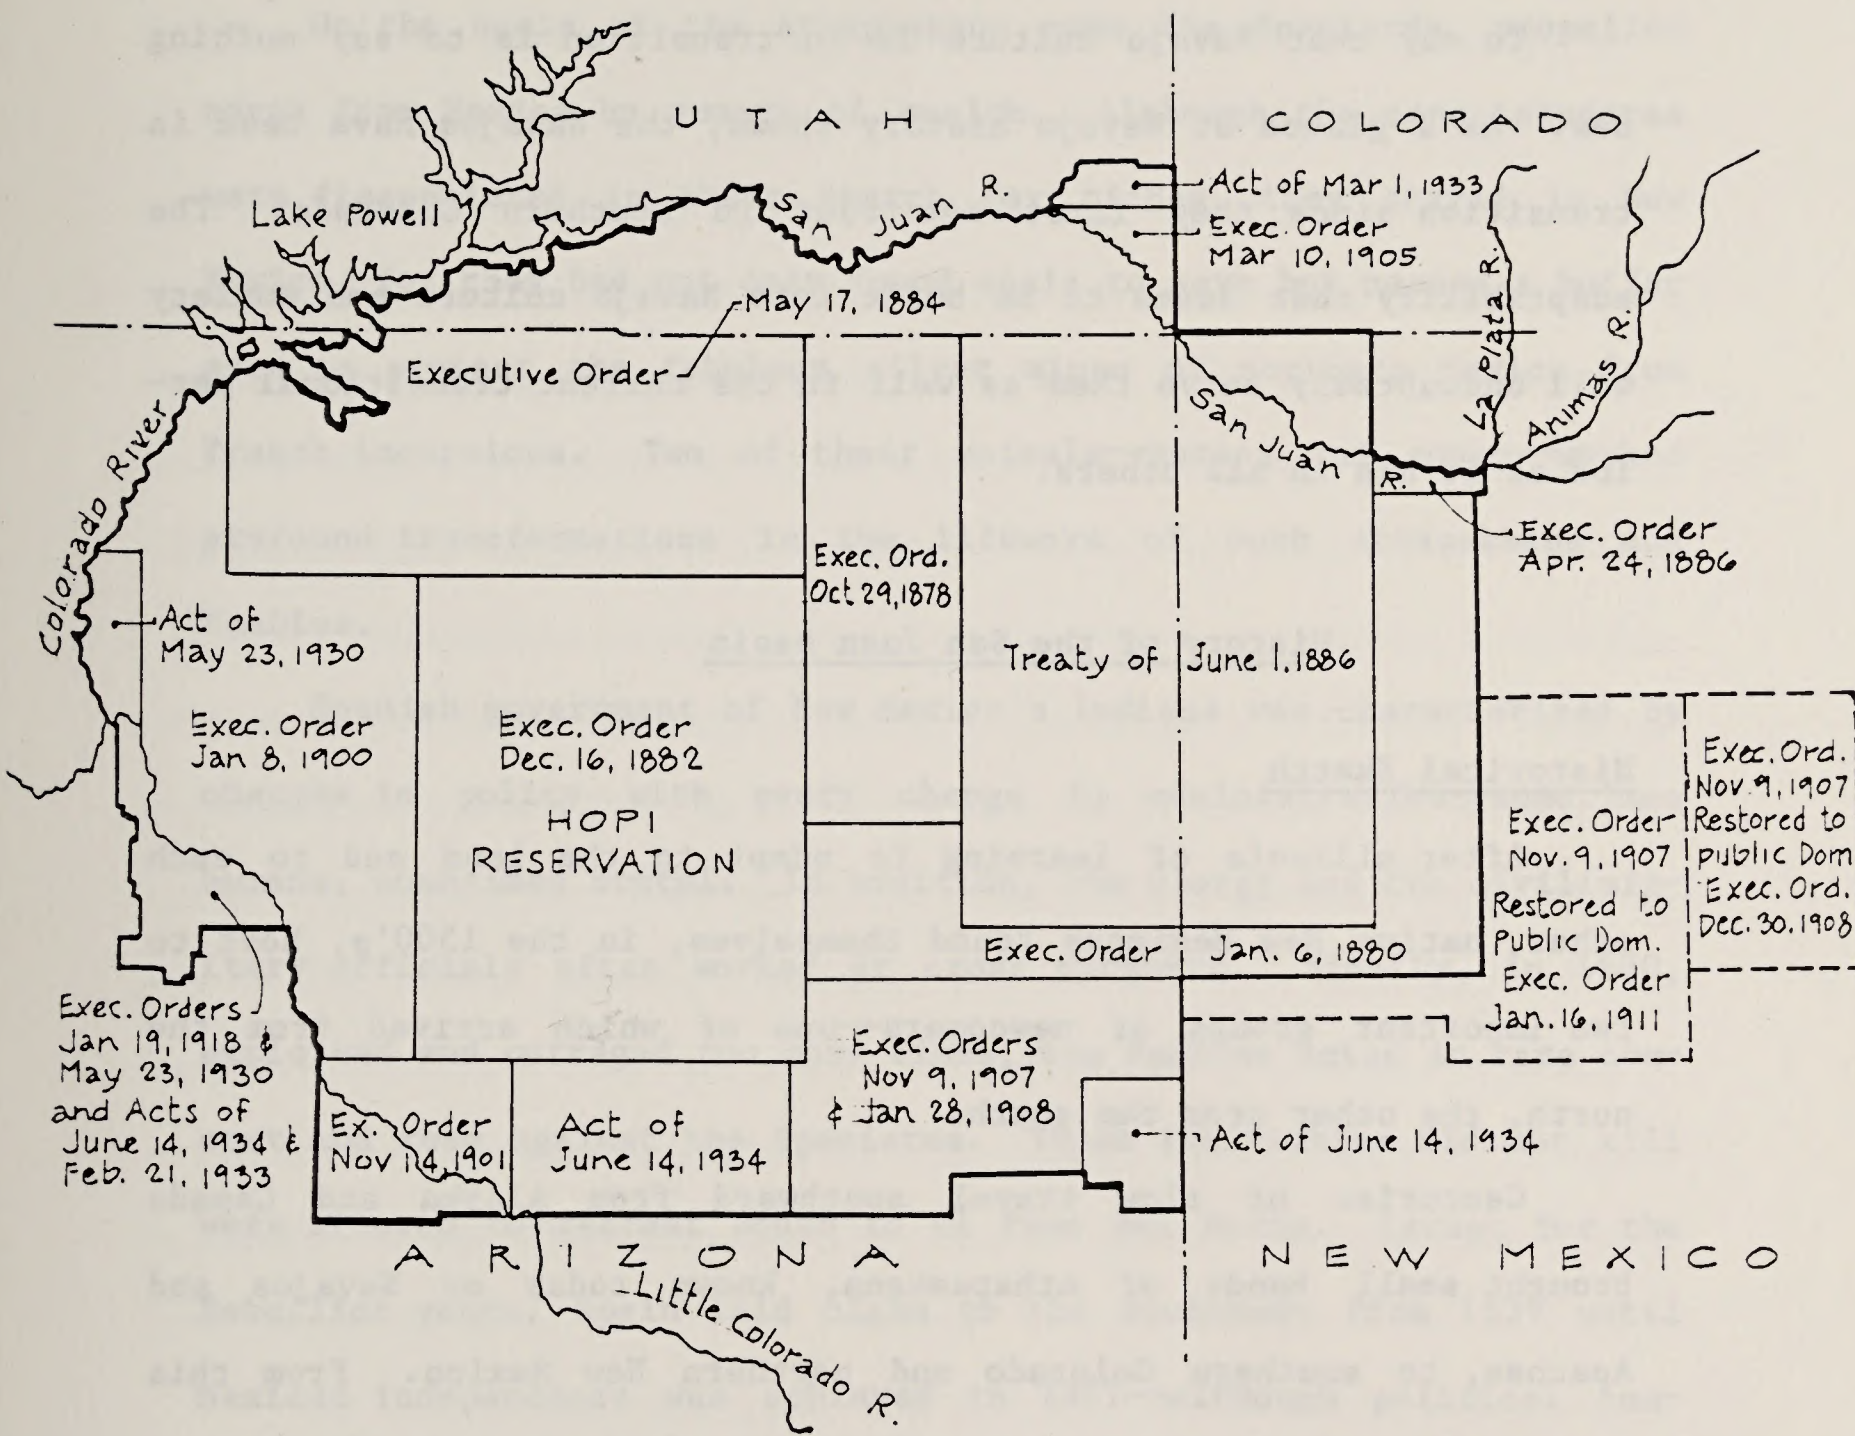 UTAH
COLORADO
Lake Powell
San Juan R.
Act of Mar 1, 1933
Exec. Order
Mar 10, 1905
La Plata R.
Animas R.
May 17, 1884
Executive Order
Colorado River
San Juan R.
Exec. Order
Apr. 24, 1886
Exec. Ord.
Oct 29, 1878
Act of
May 23, 1930
Treaty of June 1, 1886
Exec. Order
Jan 8, 1900
Exec. Order
Dec. 16, 1882
HOPI
RESERVATION
Exec. Order
Nov. 9, 1907
Restored to
Public Dom.
Exec. Order
Jan. 16, 1911
Exec. Ord.
Nov. 9, 1907
Restored to
public Dom
Exec. Ord.
Dec. 30, 1908
Exec. Order Jan. 6, 1880
Exec. Orders
Jan 19, 1918 &
May 23, 1930
and Acts of
June 14, 1934 &
Feb. 21, 1933
Ex. Order
Nov 14, 1901
Act of
June 14, 1934
Exec. Orders
Nov 9, 1907
& Jan 28, 1908
Act of June 14, 1934
ARIZONA
NEW MEXICO
Little Colorado R.